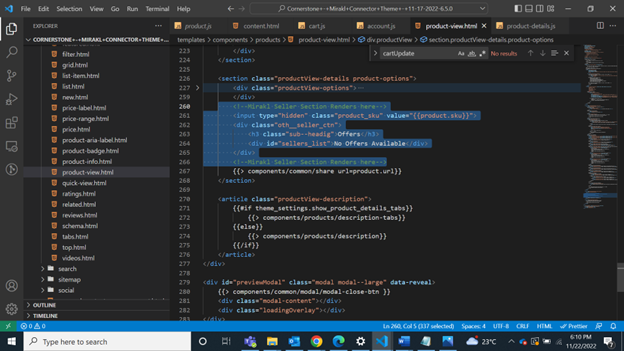 File Edit Selection View Go Run Terminal Help
Cornerstone+-+Mirakl+Connector+Theme+-+11-11-2022-6.5.0
EXPLORER
product.js content.html cart.js account.js product-view.html product-details.js
CORNERSTONE+-+MIRAKL+CONNECTOR+THEME+...
templates > components > products > product-view.html > div.productView > section.productView-details.product-options
cartUpdate Aa ab No results
filter.html
grid.html
list-item.html
list.html
new.html
price-label.html
price-range.html
price.html
product-aria-label.html
product-badge.html
product-info.html
product-view.html
quick-view.html
ratings.html
related.html
reviews.html
schema.html
tabs.html
top.html
videos.html
search
sitemap
social
OUTLINE
TIMELINE
223 </div>
224 </section>
225
226 <section class="productView-details product-options">
227 <div class="productView-options">
259 </div>
260 <!--Mirakl Seller Section Renders here-->
261 <input type="hidden" class="product_sku" value="{{product.sku}}">
262 <div class="oth__seller_ctn">
263 <h3 class="sub--headig">Offers</h3>
264 <div id="sellers_list">No Offers Available</div>
265 </div>
266 <!--Mirakl Seller Section Renders here-->
267 {{> components/common/share url=product.url}}
268 </section>
269
270 <article class="productView-description">
271 {{#if theme_settings.show_product_details_tabs}}
272 {{> components/products/description-tabs}}
273 {{else}}
274 {{> components/products/description}}
275 {{/if}}
276 </article>
277 </div>
278
279 <div id="previewModal" class="modal modal--large" data-reveal>
280 {{> components/common/modal/modal-close-btn }}
281 <div class="modal-content"></div>
282 <div class="loadingOverlay"></div>
283 </div>
0 0 Ln 260, Col 5 (337 selected) Spaces: 4 UTF-8 CRLF HTML Prettier
Type here to search
23°C
6:10 PM
11/22/2022